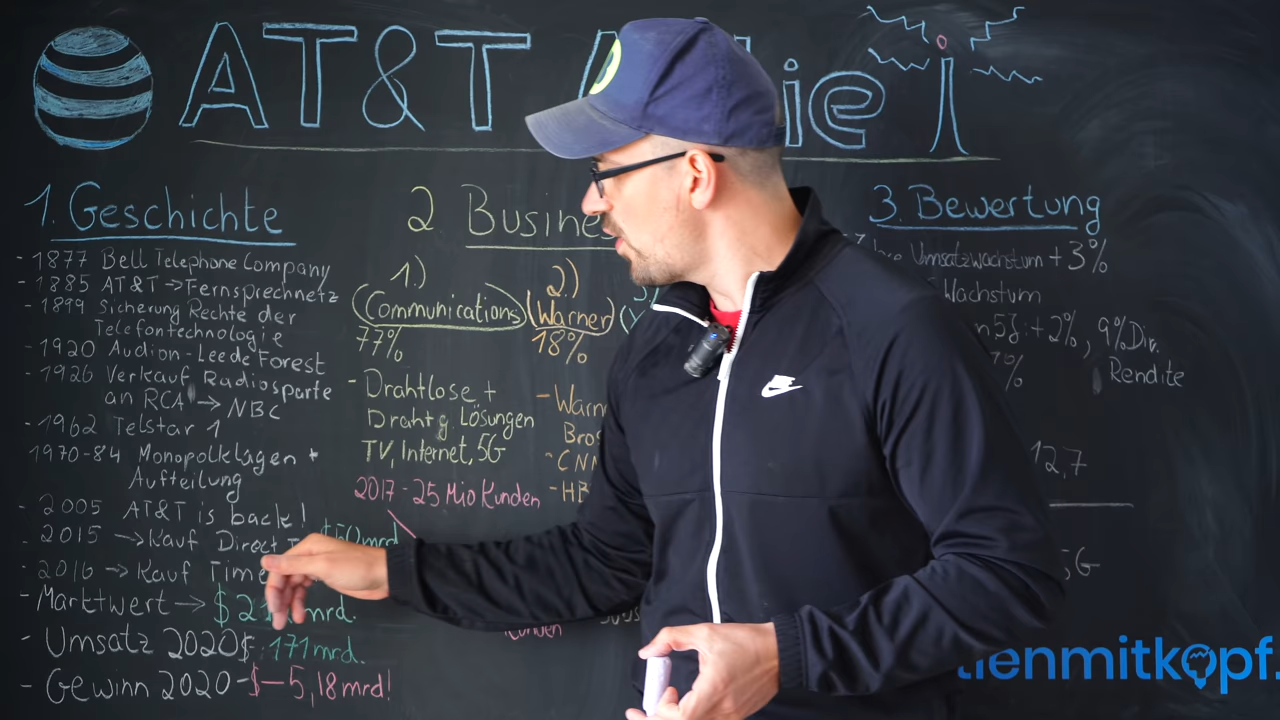 AT&T
1. Geschichte
- 1877 Bell Telephone Company
- 1885 AT&T → Fernsprechnetz
- 1899 Sicherung Rechte der
Telefontechnologie
- 1920 Audion - Lee de Forest
- 1926 Verkauf Radiosparte
an RCA → NBC
- 1962 Telstar 1
1970-84 Monopolklagen +
Aufteilung
- 2005 AT&T is back!
- 2015 → Kauf Direct
- 2016 → Kauf Time
- Marktwert → $ mrd.
- Umsatz 2020 $ 171 mrd.
- Gewinn 2020 - $ -5,18 mrd!
2. Busines
1.)
(Communications)
77%
- Drahtlose +
Drahtg. Lösungen
TV, Internet, 5G
2017 - 25 Mio Kunden
2.)
(Warner)
18%
- Warn
Bros
- CNN
- HB
Kunden
3. Bewertung
Umsatzwachstum + 3%
Wachstum
+2%, 9% Div.
Rendite
12,7
5G
tienmitkopf.